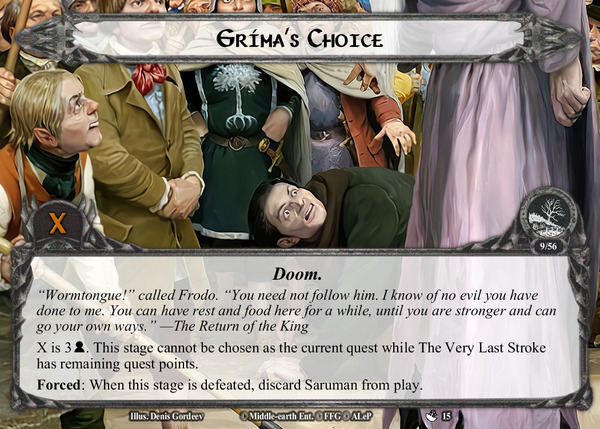 GRÍMA'S CHOICE
X
9/56
Doom.
“Wormtongue!” called Frodo. “You need not follow him. I know of no evil you have
done to me. You can have rest and food here for a while, until you are stronger and can
go your own ways.” —The Return of the King
X is 3. This stage cannot be chosen as the current quest while The Very Last Stroke
has remaining quest points.
Forced: When this stage is defeated, discard Saruman from play.
Illus. Denis Gordeev
© Middle-earth Ent. © FFG © ALeP
15